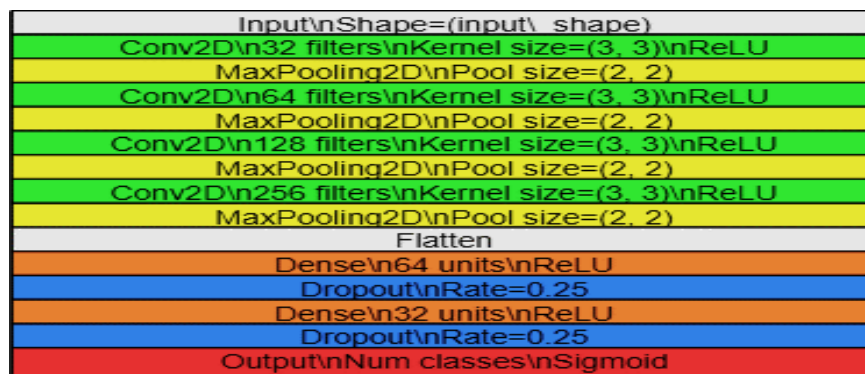 Input\nShape=(input\_shape)
Conv2D\n32 filters\nKernel size=(3, 3)\nReLU
MaxPooling2D\nPool size=(2, 2)
Conv2D\n64 filters\nKernel size=(3, 3)\nReLU
MaxPooling2D\nPool size=(2, 2)
Conv2D\n128 filters\nKernel size=(3, 3)\nReLU
MaxPooling2D\nPool size=(2, 2)
Conv2D\n256 filters\nKernel size=(3, 3)\nReLU
MaxPooling2D\nPool size=(2, 2)
Flatten
Dense\n64 units\nReLU
Dropout\nRate=0.25
Dense\n32 units\nReLU
Dropout\nRate=0.25
Output\nNum classes\nSigmoid